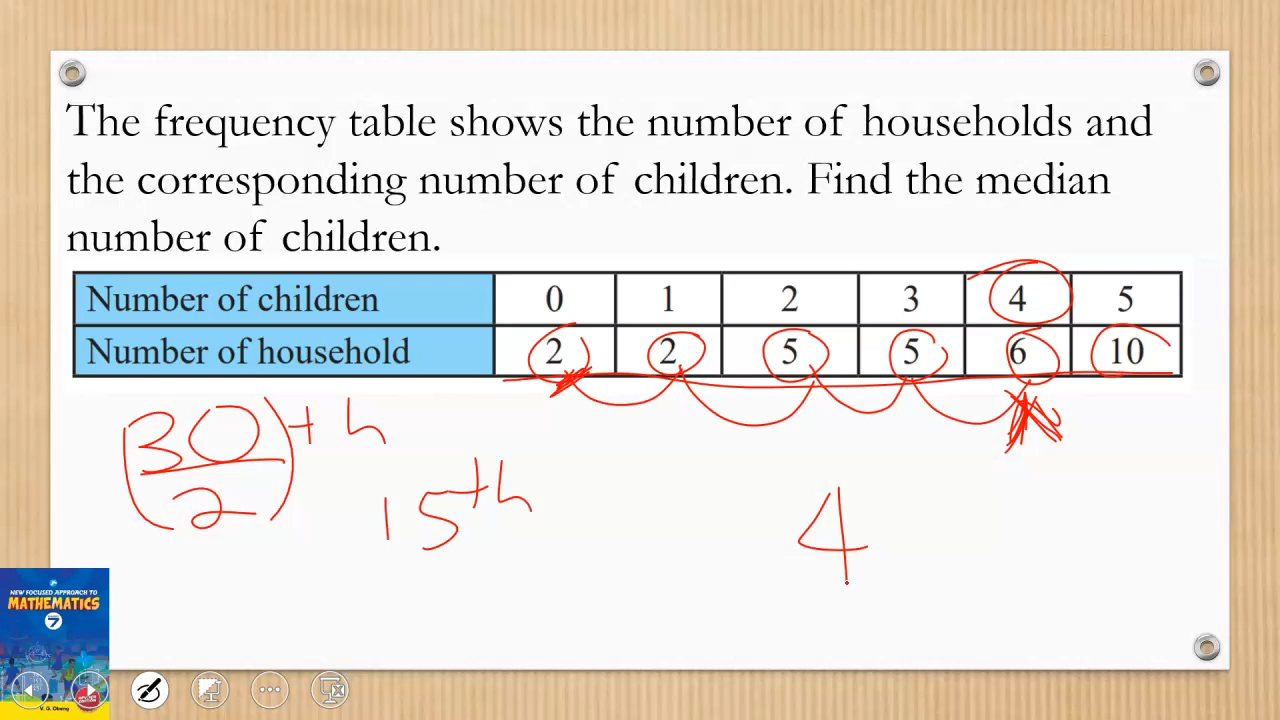 The frequency table shows the number of households and
the corresponding number of children. Find the median
number of children.
Number of children 0 1 2 3 4 5
Number of household 2 2 5 5 6 10
(30/2)th
15th
4
NEW FOCUSED APPROACH TO
MATHEMATICS
7